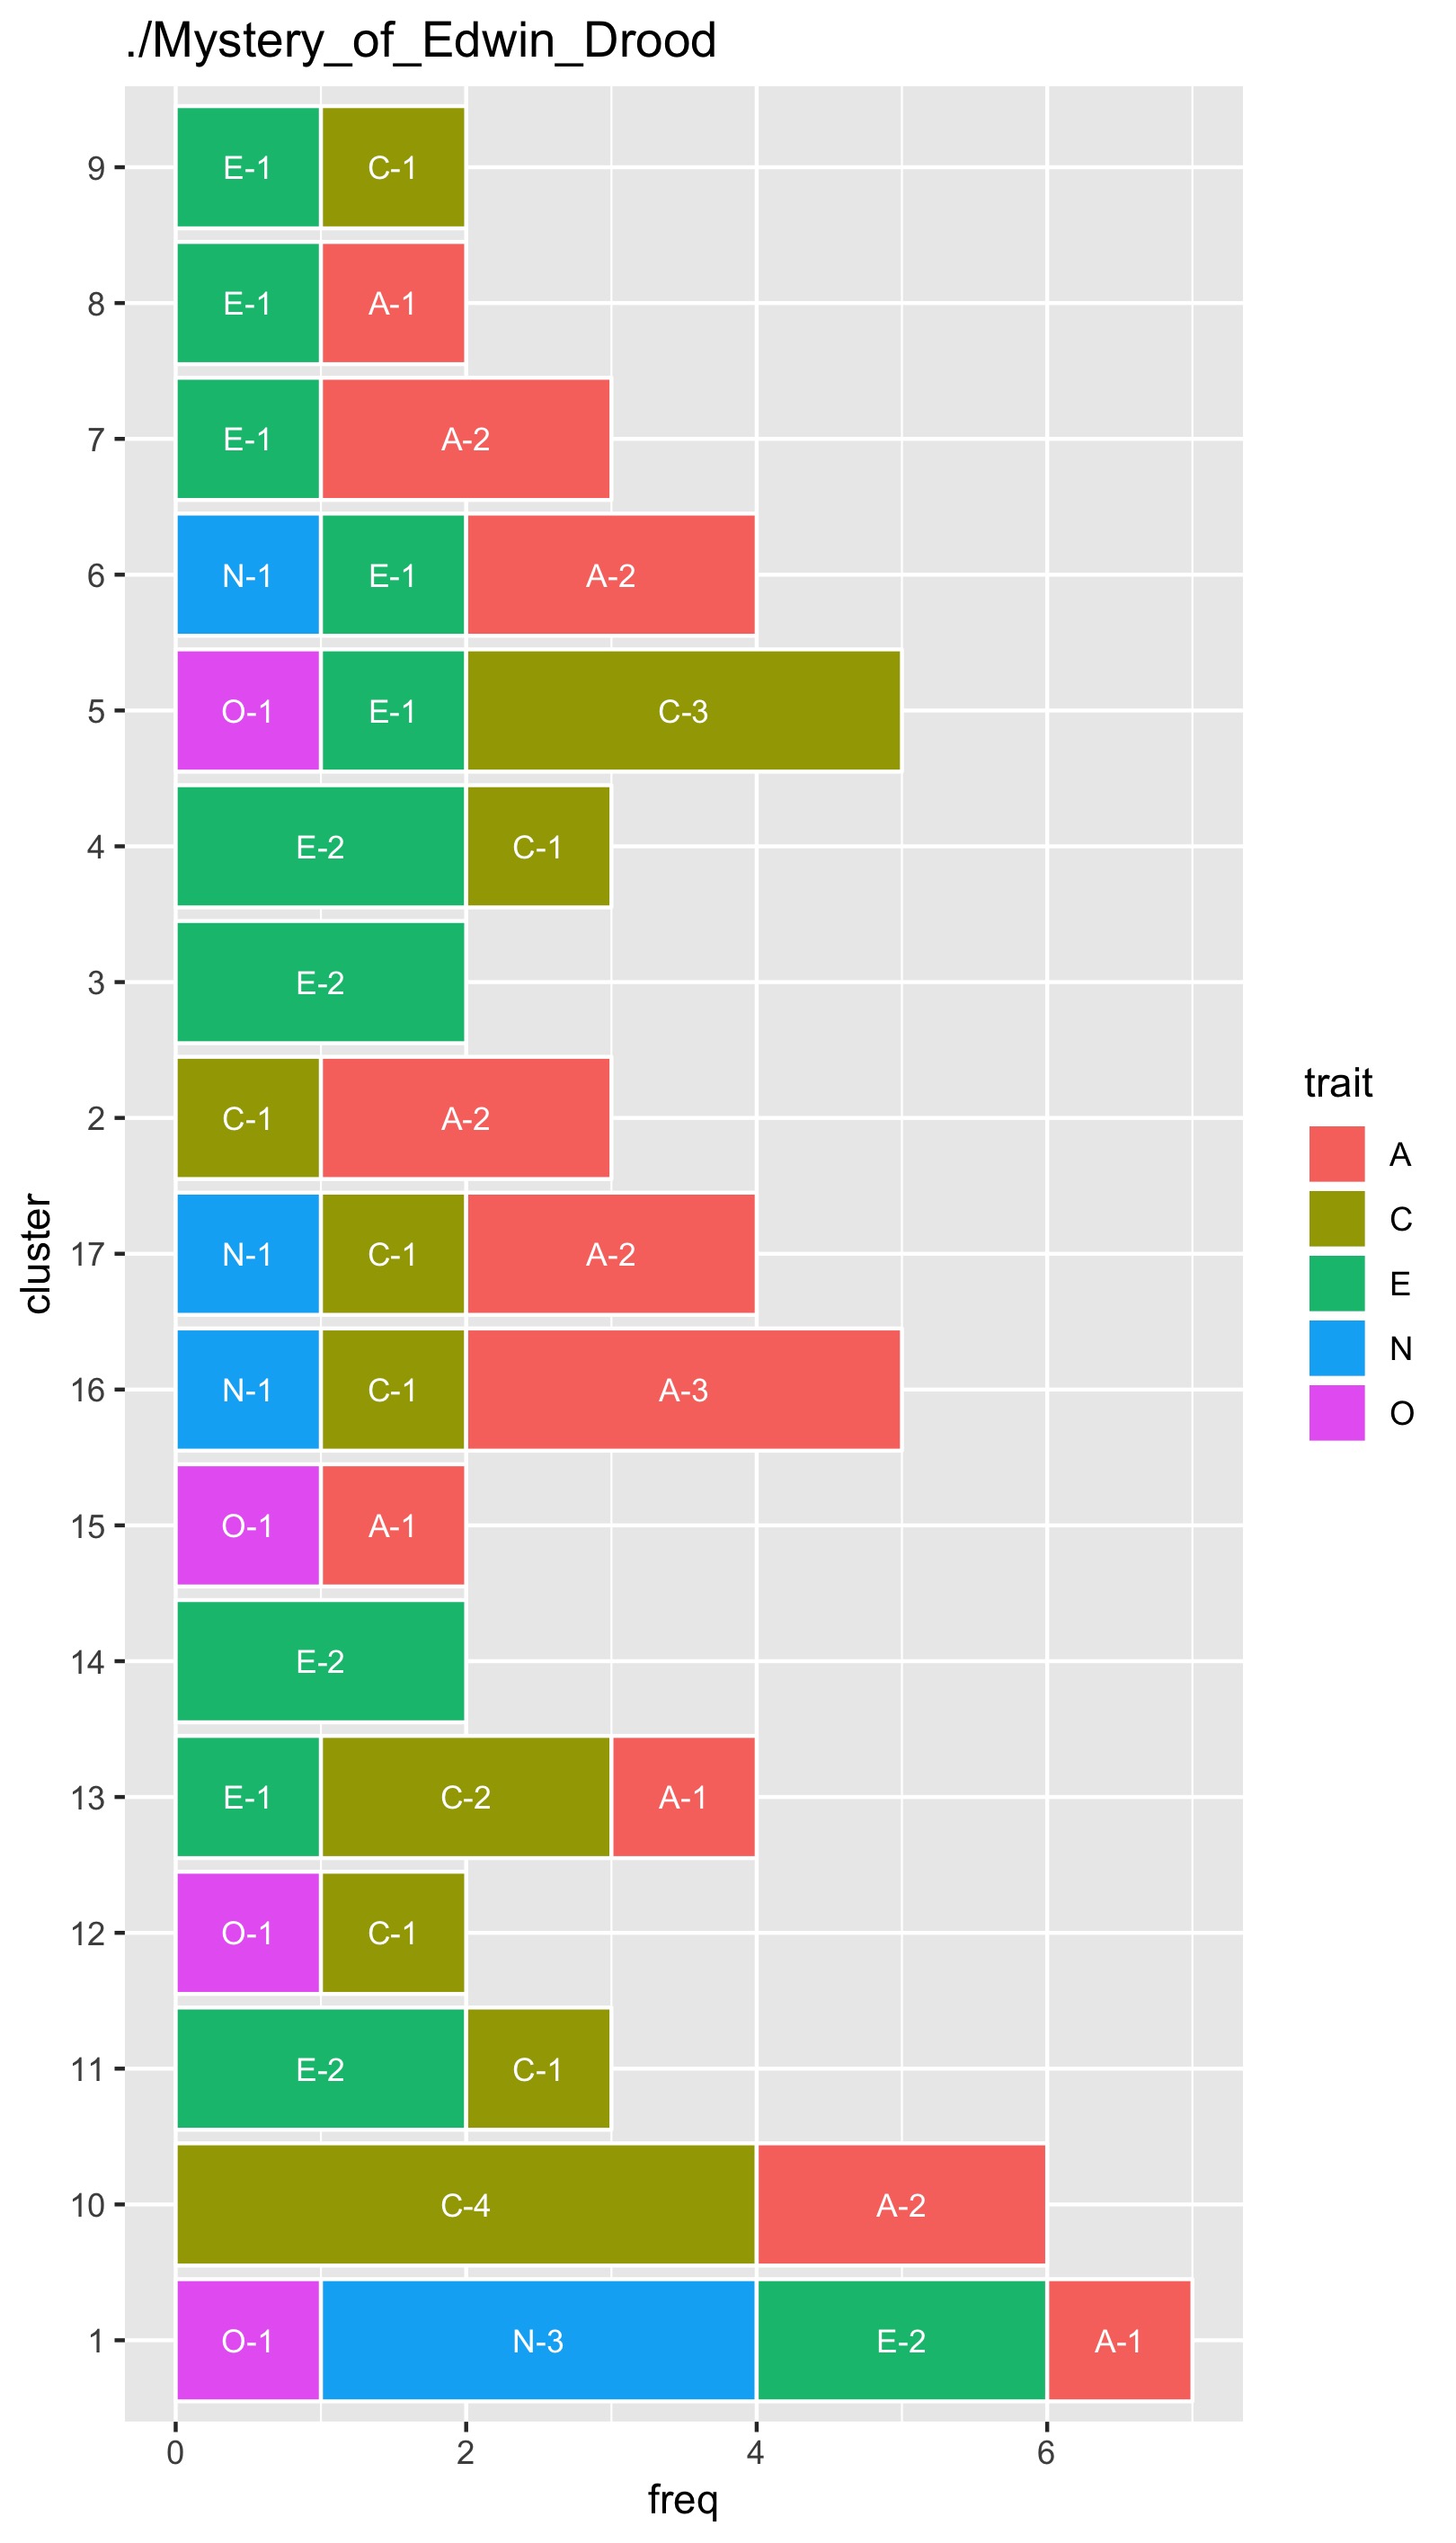 ./Mystery_of_Edwin_Drood
9 E-1 C-1
8 E-1 A-1
7 E-1 A-2
6 N-1 E-1 A-2
5 O-1 E-1 C-3
4 E-2 C-1
3 E-2
2 C-1 A-2
17 N-1 C-1 A-2
16 N-1 C-1 A-3
15 O-1 A-1
14 E-2
13 E-1 C-2 A-1
12 O-1 C-1
11 E-2 C-1
10 C-4 A-2
1 O-1 N-3 E-2 A-1
0 2 4 6
freq
cluster
trait
A
C
E
N
O